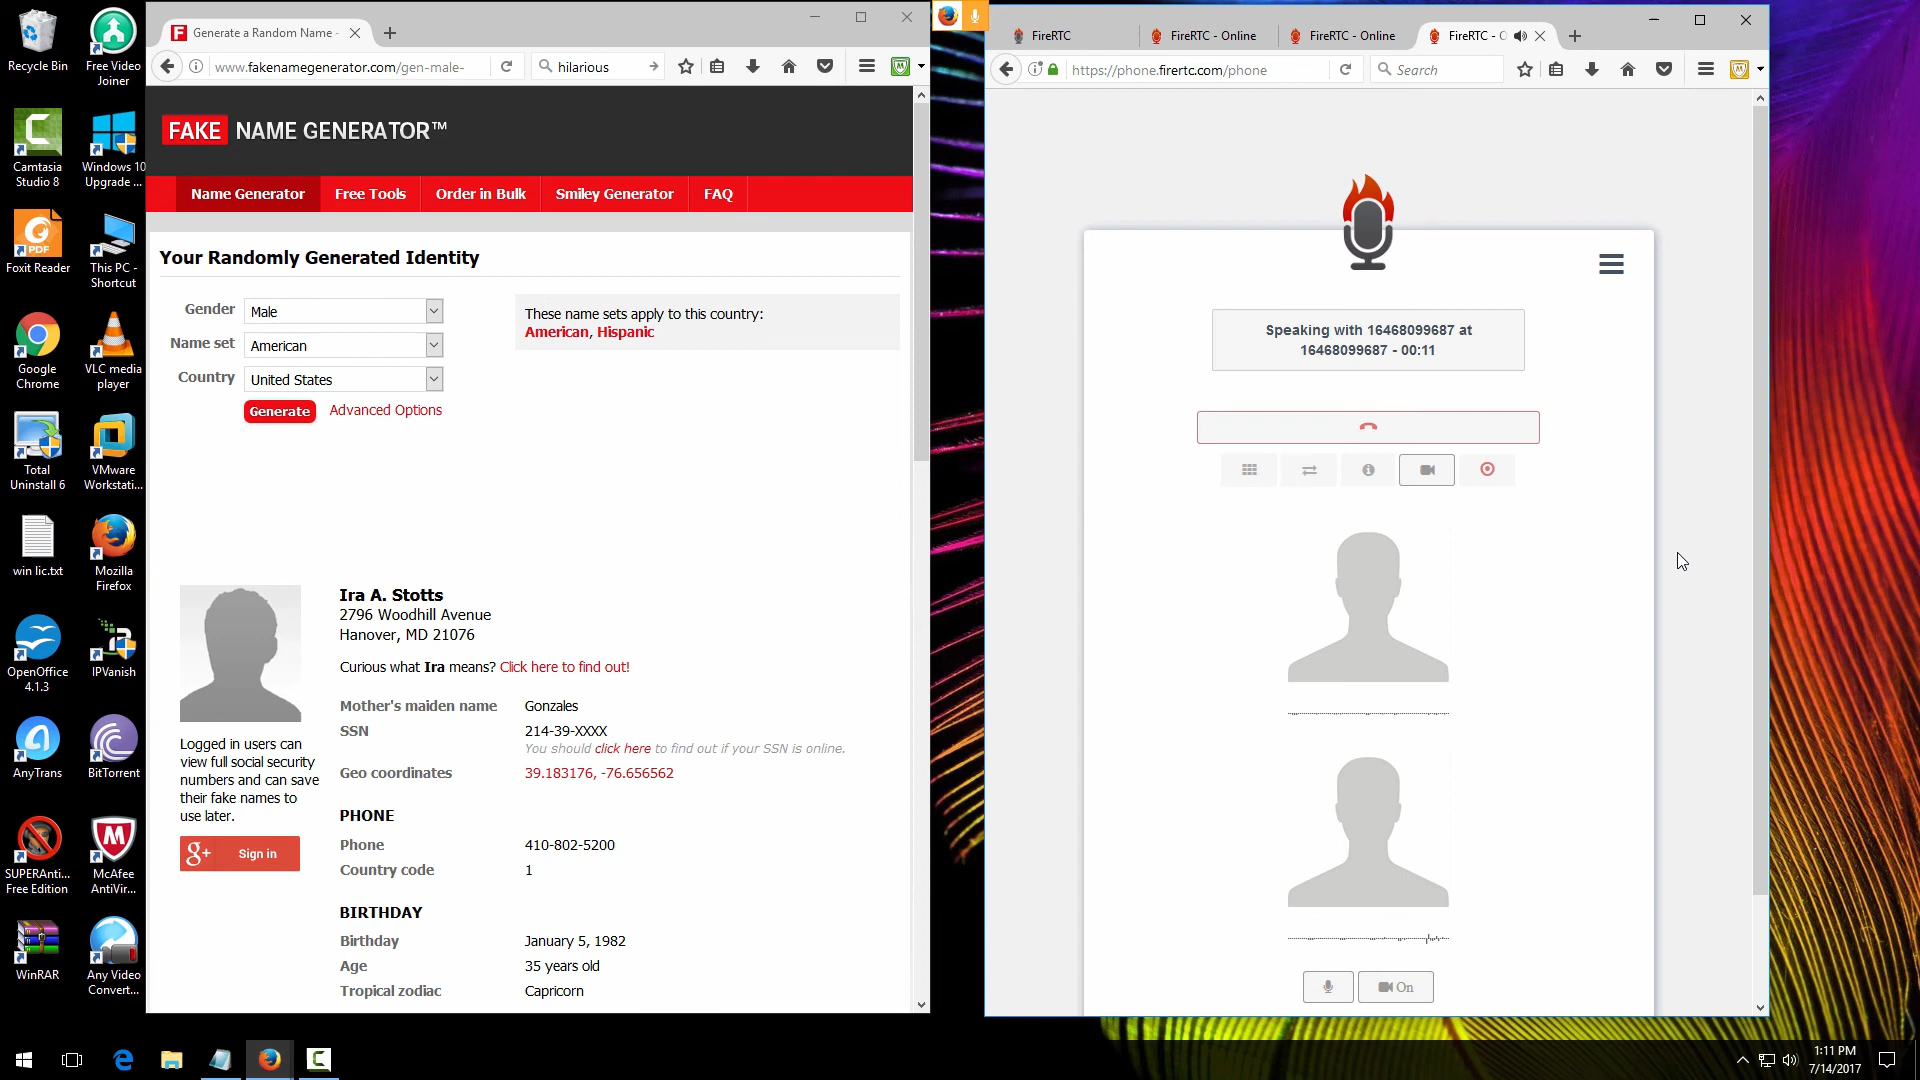 Recycle Bin
Free Video Joiner
Camtasia Studio 8
Windows 10 Upgrade ...
Foxit Reader
This PC - Shortcut
Google Chrome
VLC media player
Total Uninstall 6
VMware Workstati...
win lic.txt
Mozilla Firefox
OpenOffice 4.1.3
IPVanish
AnyTrans
BitTorrent
SUPERAnti... Free Edition
McAfee AntiVir...
WinRAR
Any Video Convert...
PDF
Generate a Random Name -
www.fakenamegenerator.com/gen-male-
hilarious
FAKE NAME GENERATOR™
Name Generator
Free Tools
Order in Bulk
Smiley Generator
FAQ
Your Randomly Generated Identity
Gender
Male
Name set
American
Country
United States
Generate
Advanced Options
These name sets apply to this country:
American, Hispanic
Ira A. Stotts
2796 Woodhill Avenue
Hanover, MD 21076
Curious what Ira means? Click here to find out!
Mother's maiden name
Gonzales
SSN
214-39-XXXX
You should click here to find out if your SSN is online.
Geo coordinates
39.183176, -76.656562
Logged in users can
view full social security
numbers and can save
their fake names to
use later.
g+ Sign in
PHONE
Phone
410-802-5200
Country code
1
BIRTHDAY
Birthday
January 5, 1982
Age
35 years old
Tropical zodiac
Capricorn
FireRTC
FireRTC - Online
FireRTC - Online
FireRTC - O
https://phone.firertc.com/phone
Search
Speaking with 16468099687 at
16468099687 - 00:11
On
1:11 PM
7/14/2017